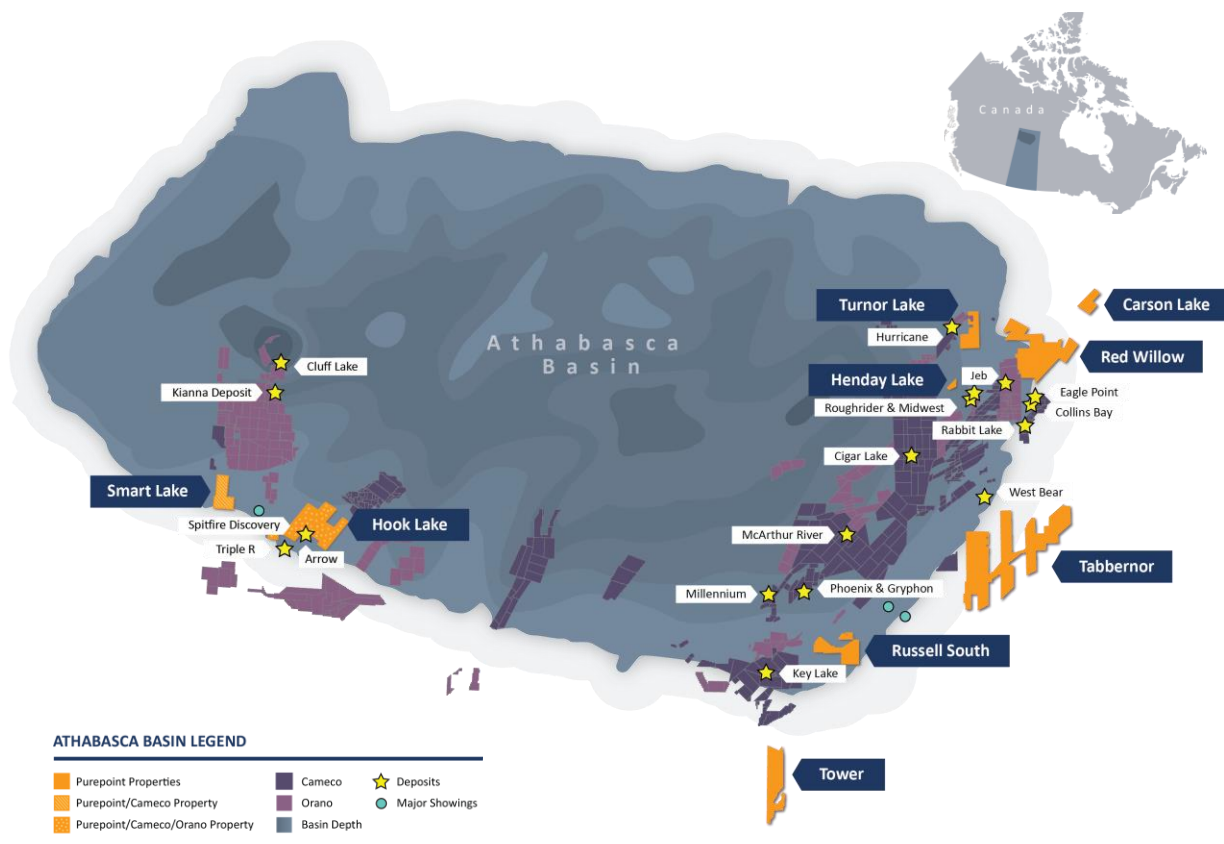 Canada
Turnor Lake
Carson Lake
Hurricane
Athabasca
Basin
Red Willow
Cluff Lake
Henday Lake
Jeb
Kianna Deposit
Eagle Point
Roughrider & Midwest
Collins Bay
Rabbit Lake
Cigar Lake
Smart Lake
West Bear
Spitfire Discovery
Hook Lake
McArthur River
Triple R
Arrow
Tabbernor
Millennium
Phoenix & Gryphon
Russell South
Key Lake
ATHABASCA BASIN LEGEND
Purepoint Properties
Purepoint/Cameco Property
Purepoint/Cameco/Orano Property
Cameco
Orano
Basin Depth
Deposits
Major Showings
Tower